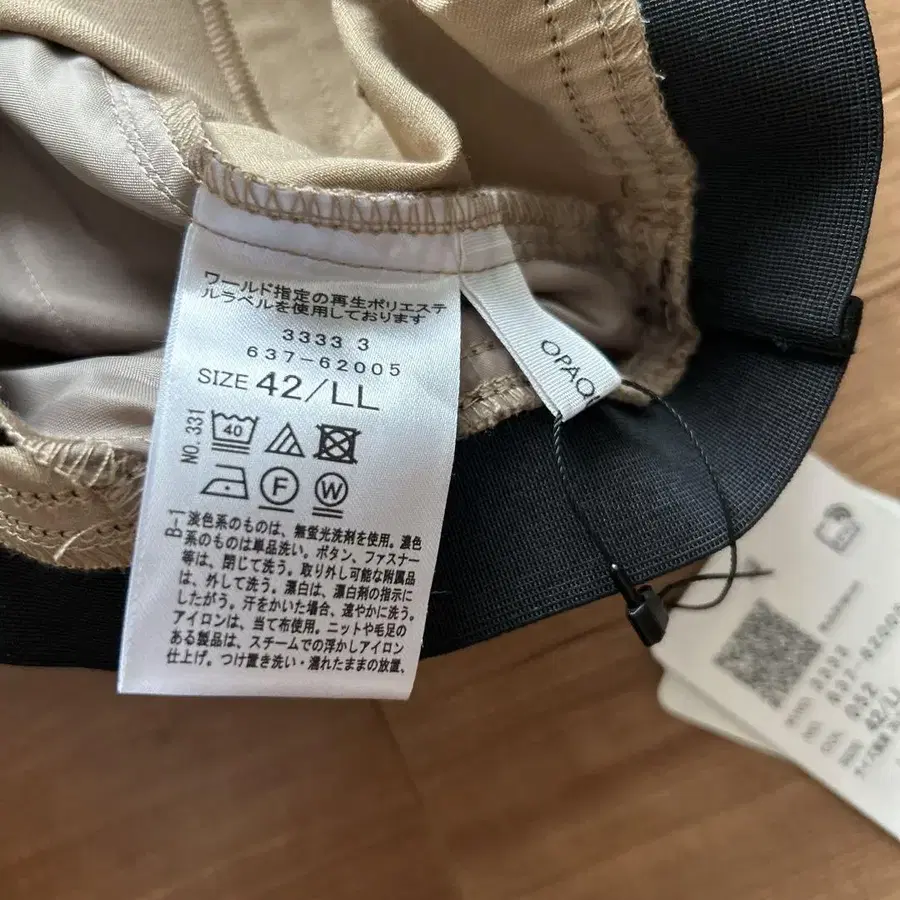 ワールド指定の再生ポリエステ
ルラベルを使用しております
3333 3
637-62005
SIZE 42/LL
NO.331
40
F
W
B-1
淡色系のものは、無蛍光洗剤を使用。濃色
系のものは単品洗い。ボタン、ファスナー
等は、閉じて洗う。取り外し可能な附属品
は、外して洗う。漂白は、漂白剤の指示に
したがう。汗をかいた場合、速やかに洗う。
アイロンは、当て布使用。ニットや毛足の
ある製品は、スチームでの浮かしアイロン
仕上げ。つけ置き洗い・濡れたままの放置、
OPAQU
NO.
COL
052
SIZE
42/LL